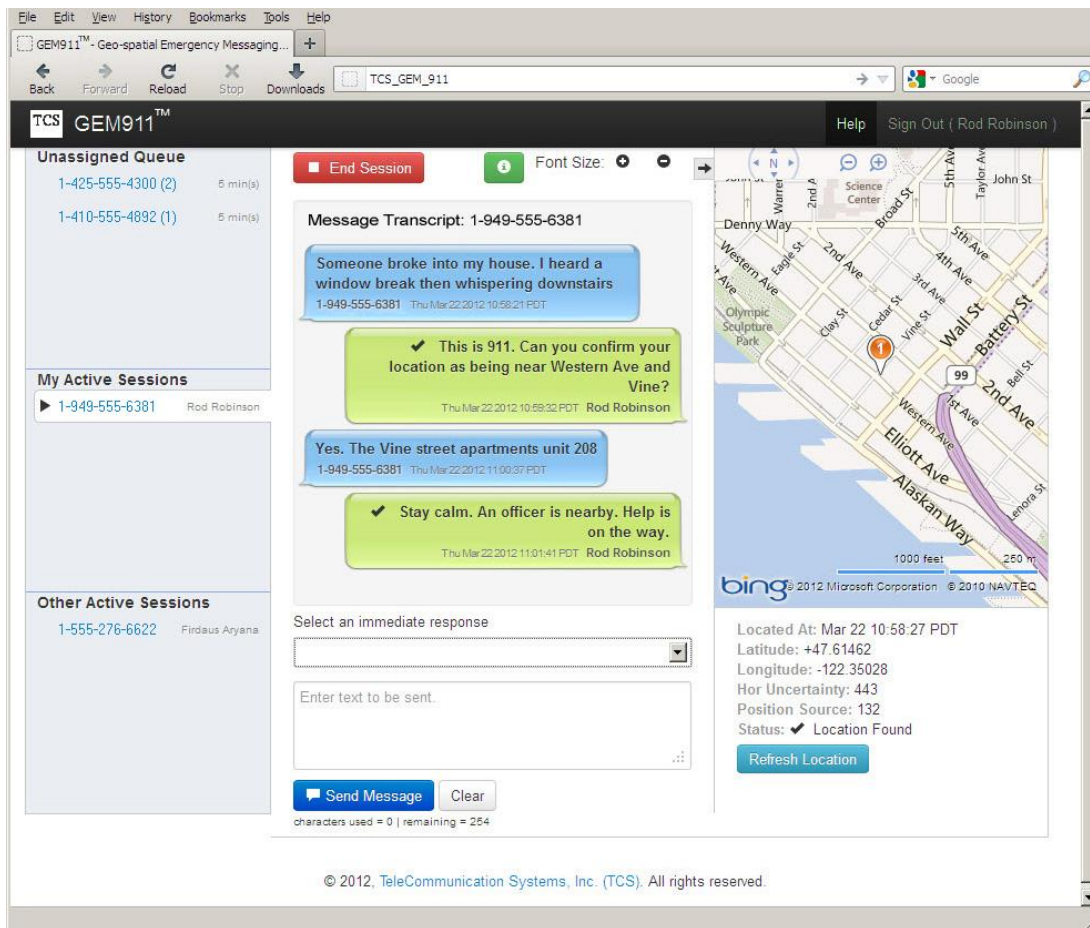 File Edit View History Bookmarks Tools Help
GEM911™ - Geo-spatial Emergency Messaging... +
Back Forward Reload Stop Downloads TCS_GEM_911 Google
TCS GEM911™ Help Sign Out ( Rod Robinson )
Unassigned Queue
1-425-555-4300 (2) 5 min(s)
1-410-555-4892 (1) 5 min(s)
My Active Sessions
1-949-555-6381 Rod Robinson
Other Active Sessions
1-555-276-6622 Firdaus Aryana
End Session
Font Size:
Message Transcript: 1-949-555-6381
Someone broke into my house. I heard a
window break then whispering downstairs
1-949-555-6381 Thu Mar 22 2012 10:58:21 PDT
This is 911. Can you confirm your
location as being near Western Ave and
Vine?
Thu Mar 22 2012 10:59:32 PDT Rod Robinson
Yes. The Vine street apartments unit 208
1-949-555-6381 Thu Mar 22 2012 11:00:37 PDT
Stay calm. An officer is nearby. Help is
on the way.
Thu Mar 22 2012 11:01:41 PDT Rod Robinson
Select an immediate response
Enter text to be sent.
Send Message Clear
characters used = 0 | remaining = 254
N
Science
Center
Warren
2nd A
Broad St
5th Av
Taylor Av
John St
Denny Way
Western Ave
Eagle St
2nd Ave
5th Ave
4th Ave
3rd Ave
Olympic
Sculpture
Park
Clay St
Cedar St
Vine St
Wall St
Battery St
Bell St
1
99
2nd Ave
1st Ave
Western Ave
Elliott Ave
Alaskan Way
Lenora St
1000 feet 250 m
bing © 2012 Microsoft Corporation © 2010 NAVTEQ
Located At: Mar 22 10:58:27 PDT
Latitude: +47.61462
Longitude: -122.35028
Hor Uncertainty: 443
Position Source: 132
Status: Location Found
Refresh Location
© 2012, TeleCommunication Systems, Inc. (TCS). All rights reserved.